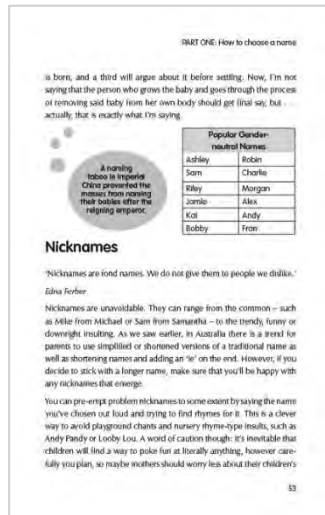 PART ONE: How to choose a name
is born, and a third will argue about it before settling. Now, I'm not
saying that the person who grows the baby and goes through the process
of removing said baby from her own body should get final say, but . . .
actually, that is exactly what I'm saying.
A naming
taboo in Imperial
China prevented the
masses from naming
their babies after the
reigning emperor.
Popular Gender-
neutral Names
Ashley Robin
Sam Charlie
Riley Morgan
Jamie Alex
Kai Andy
Bobby Fran
Nicknames
'Nicknames are fond names. We do not give them to people we dislike.'
Edna Ferber
Nicknames are unavoidable. They can range from the common – such
as Mike from Michael or Sam from Samantha – to the trendy, funny or
downright insulting. As we saw earlier, in Australia there is a trend for
parents to use simplified or shortened versions of a traditional name as
well as shortening names and adding an 'ie' on the end. However, if you
decide to stick with a longer name, make sure that you'll be happy with
any nicknames that emerge.
You can pre-empt problem nicknames to some extent by saying the name
you've chosen out loud and trying to find rhymes for it. This is a clever
way to avoid playground chants and nursery rhyme-type insults, such as
Andy Pandy or Looby Lou. A word of caution though: it's inevitable that
children will find a way to poke fun at literally anything, however care-
fully you plan, so maybe mothers should worry less about their children's
53